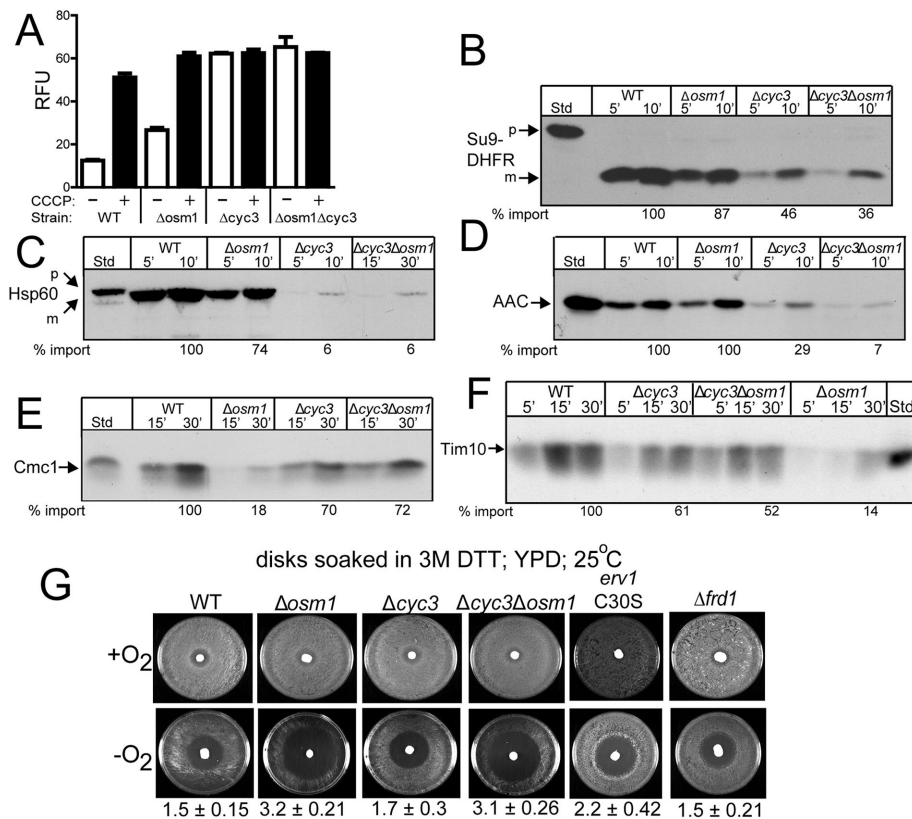 A
RFU
80
60
40
20
0
CCCP: − + − + − + − +
Strain: WT Δosm1 Δcyc3 Δosm1Δcyc3
B
WT Δosm1 Δcyc3 Δcyc3Δosm1
Std 5' 10' 5' 10' 5' 10' 5' 10'
p
Su9-
DHFR
m
% import 100 87 46 36
C
WT Δosm1 Δcyc3 Δcyc3Δosm1
Std 5' 10' 5' 10' 5' 10' 15' 30'
p
Hsp60
m
% import 100 74 6 6
D
WT Δosm1 Δcyc3 Δcyc3Δosm1
Std 5' 10' 5' 10' 5' 10' 5' 10'
AAC
% import 100 100 29 7
E
WT Δosm1 Δcyc3 Δcyc3Δosm1
Std 15' 30' 15' 30' 15' 30' 15' 30'
Cmc1
% import 100 18 70 72
F
WT Δcyc3 Δcyc3Δosm1 Δosm1
5' 15' 30' 5' 15' 30' 5' 15' 30' 5' 15' 30' Std
Tim10
% import 100 61 52 14
G
disks soaked in 3M DTT; YPD; 25°C
WT Δosm1 Δcyc3 Δcyc3Δosm1 erv1 C30S Δfrd1
+O2
-O2
1.5 ± 0.15 3.2 ± 0.21 1.7 ± 0.3 3.1 ± 0.26 2.2 ± 0.42 1.5 ± 0.21